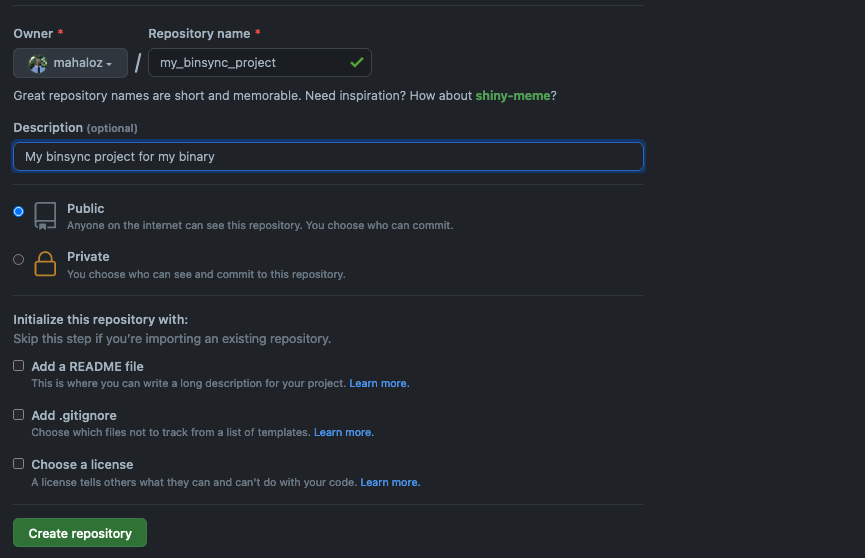 Owner * Repository name *
mahaloz / my_binsync_project
Great repository names are short and memorable. Need inspiration? How about shiny-meme?
Description (optional)
My binsync project for my binary
Public
Anyone on the internet can see this repository. You choose who can commit.
Private
You choose who can see and commit to this repository.
Initialize this repository with:
Skip this step if you're importing an existing repository.
Add a README file
This is where you can write a long description for your project. Learn more.
Add .gitignore
Choose which files not to track from a list of templates. Learn more.
Choose a license
A license tells others what they can and can't do with your code. Learn more.
Create repository